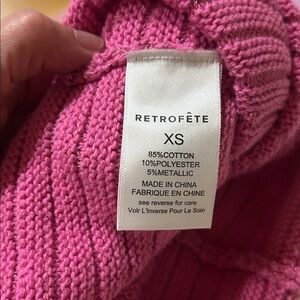 RETROFÊTE
XS
85%COTTON
10%POLYESTER
5%METALLIC
MADE IN CHINA
FABRIQUE EN CHINE
see reverse for care
Voir L'Inverse Pour Le Soin